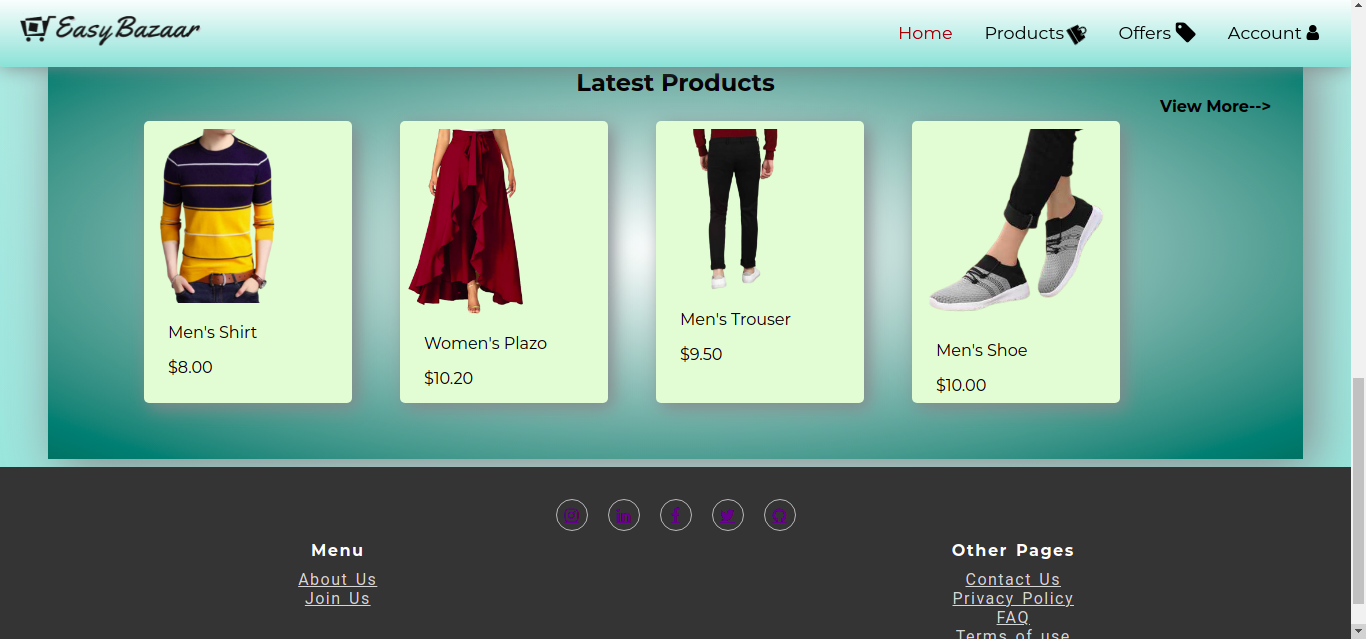 EasyBazaar
Home
Products
Offers
Account
Latest Products
View More-->
Men's Shirt
$8.00
Women's Plazo
$10.20
Men's Trouser
$9.50
Men's Shoe
$10.00
Menu
About Us
Join Us
Other Pages
Contact Us
Privacy Policy
FAQ
Terms of use